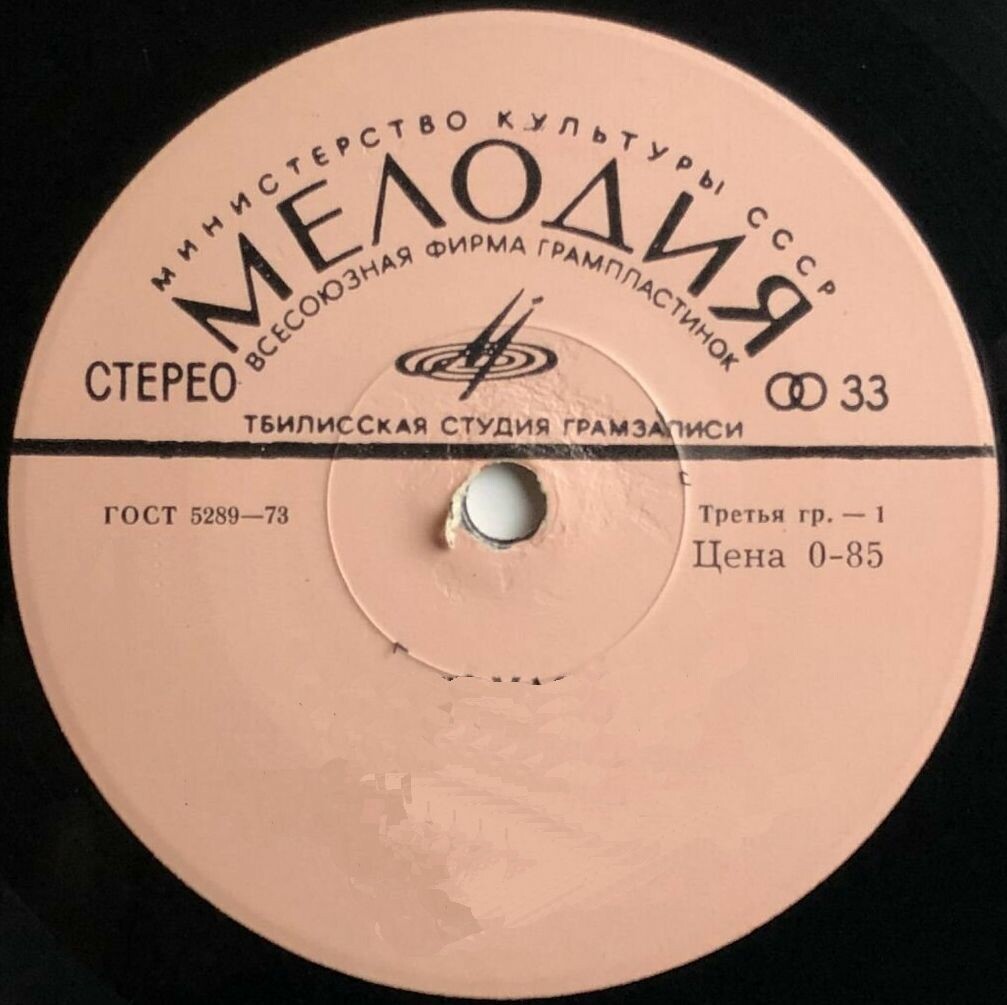 МИНИСТЕРСТВО КУЛЬТУРЫ СССР
МЕЛОДИЯ
ВСЕСОЮЗНАЯ ФИРМА ГРАМПЛАСТИНОК
СТЕРЕО 33
ТБИЛИССКАЯ СТУДИЯ ГРАМЗАПИСИ
ГОСТ 5289—73 Третья гр. — 1
Цена 0-85